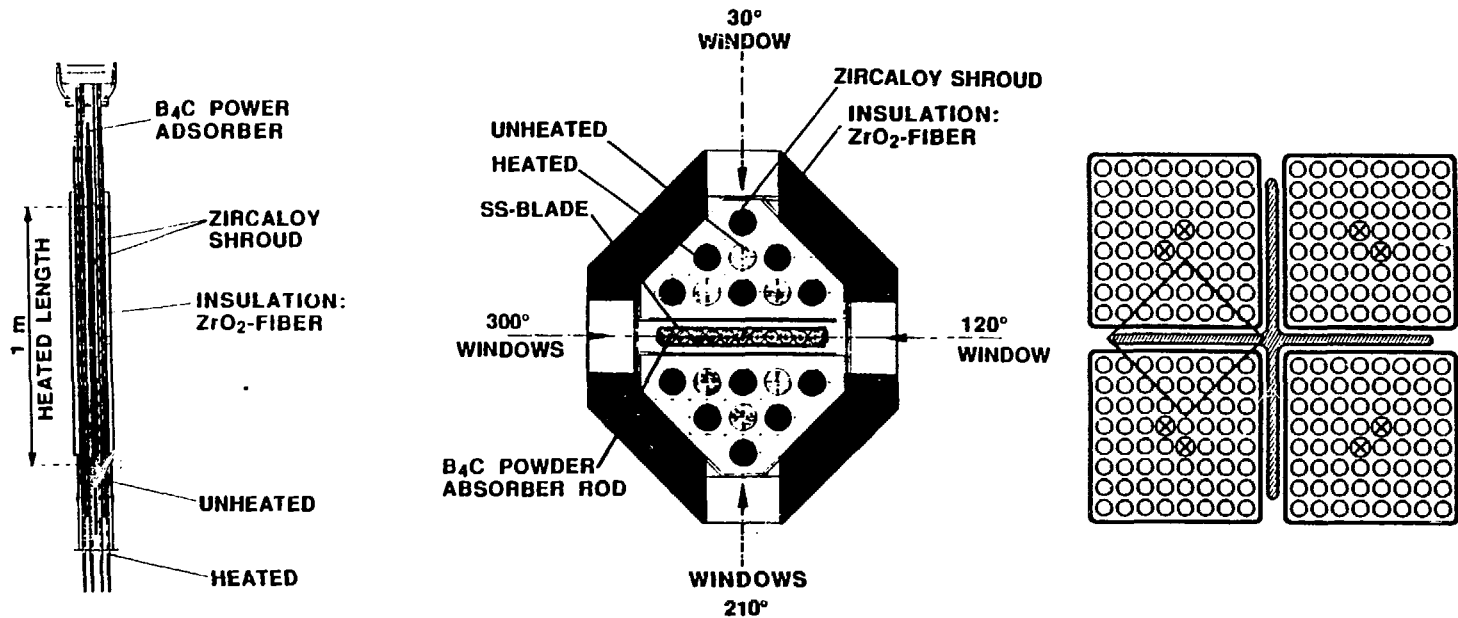 B₄C POWER
ADSORBER
1 m
HEATED LENGTH
ZIRCALOY
SHROUD
INSULATION:
ZrO₂-FIBER
UNHEATED
HEATED
30°
WINDOW
ZIRCALOY SHROUD
INSULATION:
ZrO₂-FIBER
UNHEATED
HEATED
SS-BLADE
300°
WINDOWS
120°
WINDOW
B₄C POWDER
ABSORBER ROD
WINDOWS
210°